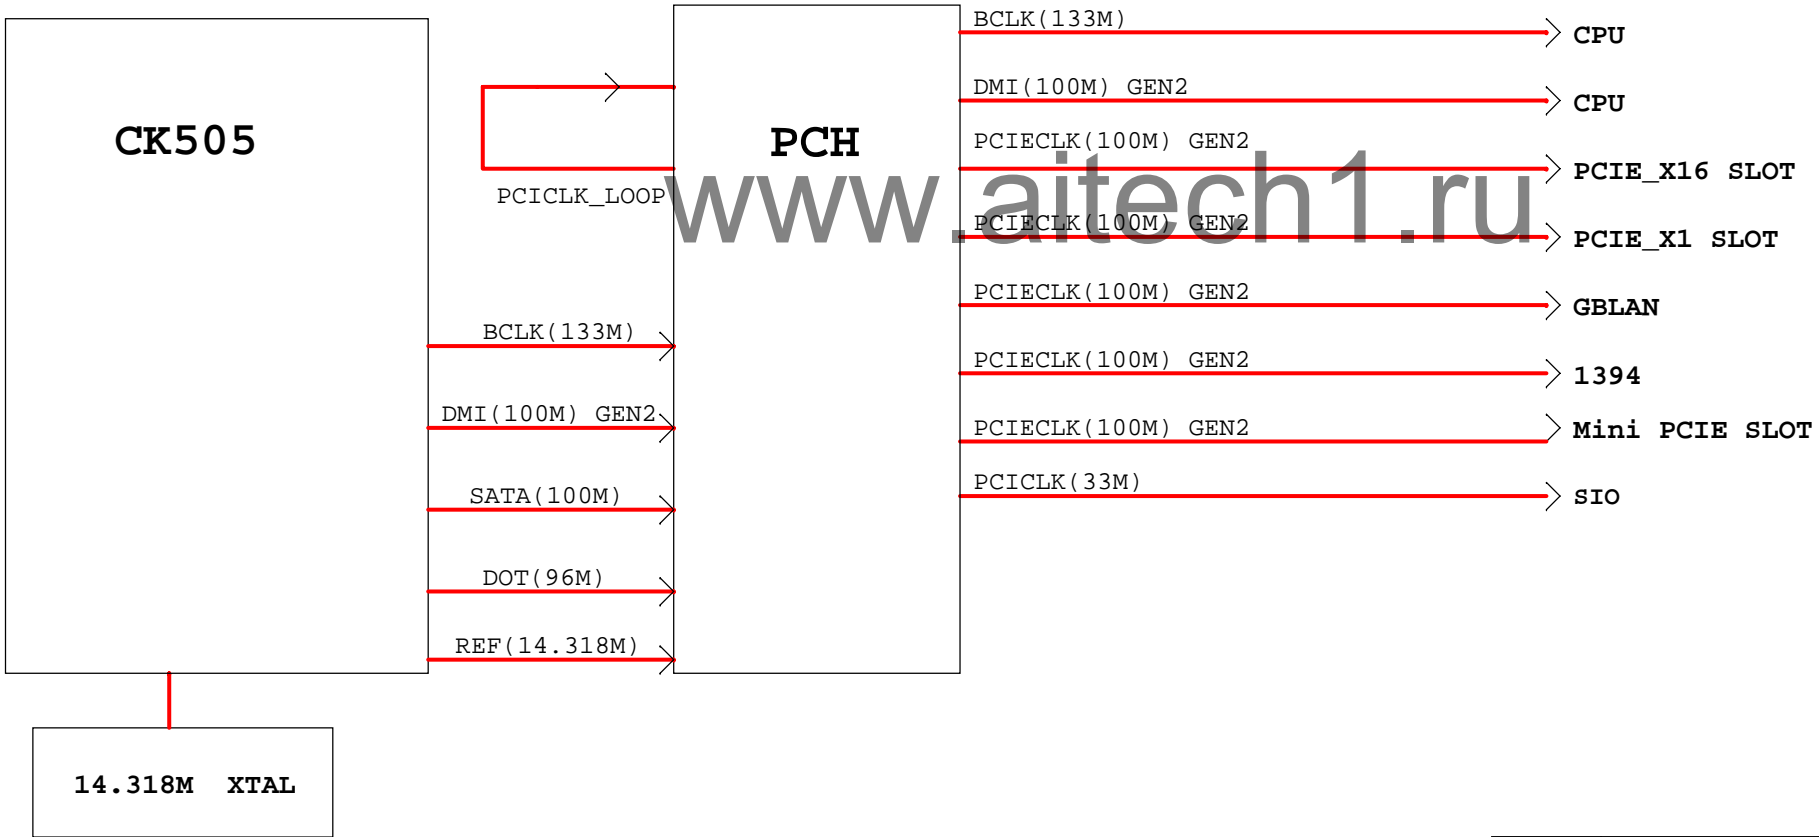 CK505
BCLK(133M)
DMI(100M) GEN2
SATA(100M)
DOT(96M)
REF(14.318M)
14.318M XTAL
PCICLK_LOOP
PCH
BCLK(133M)
CPU
DMI(100M) GEN2
CPU
PCIECLK(100M) GEN2
PCIE_X16 SLOT
www.aitech1.ru
PCIECLK(100M) GEN2
PCIE_X1 SLOT
PCIECLK(100M) GEN2
GBLAN
PCIECLK(100M) GEN2
1394
PCIECLK(100M) GEN2
Mini PCIE SLOT
PCICLK(33M)
SIO